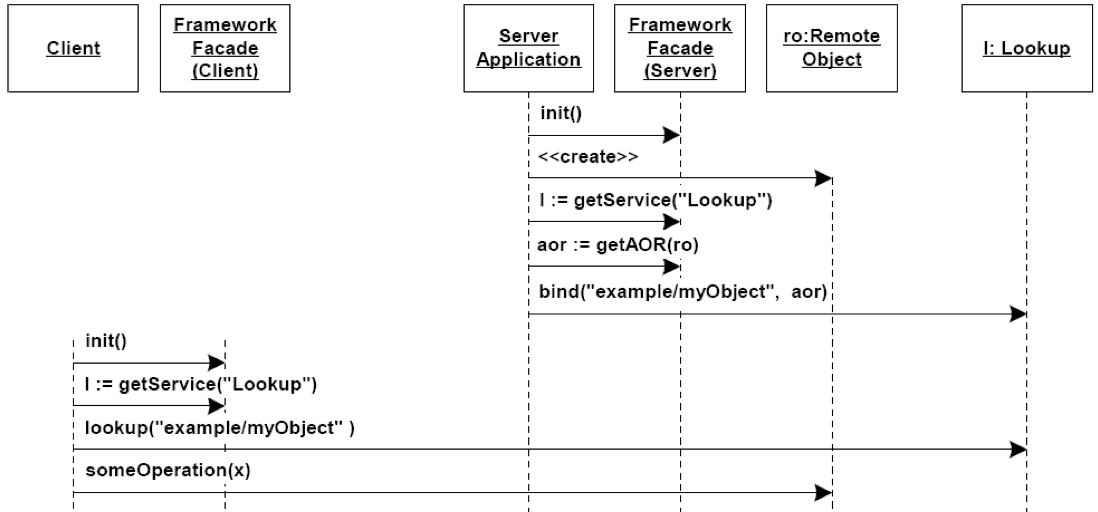 Client
Framework
Facade
(Client)
Server
Application
Framework
Facade
(Server)
ro:Remote
Object
l: Lookup
init()
<<create>>
l := getService("Lookup")
aor := getAOR(ro)
bind("example/myObject", aor)
init()
l := getService("Lookup")
lookup("example/myObject" )
someOperation(x)